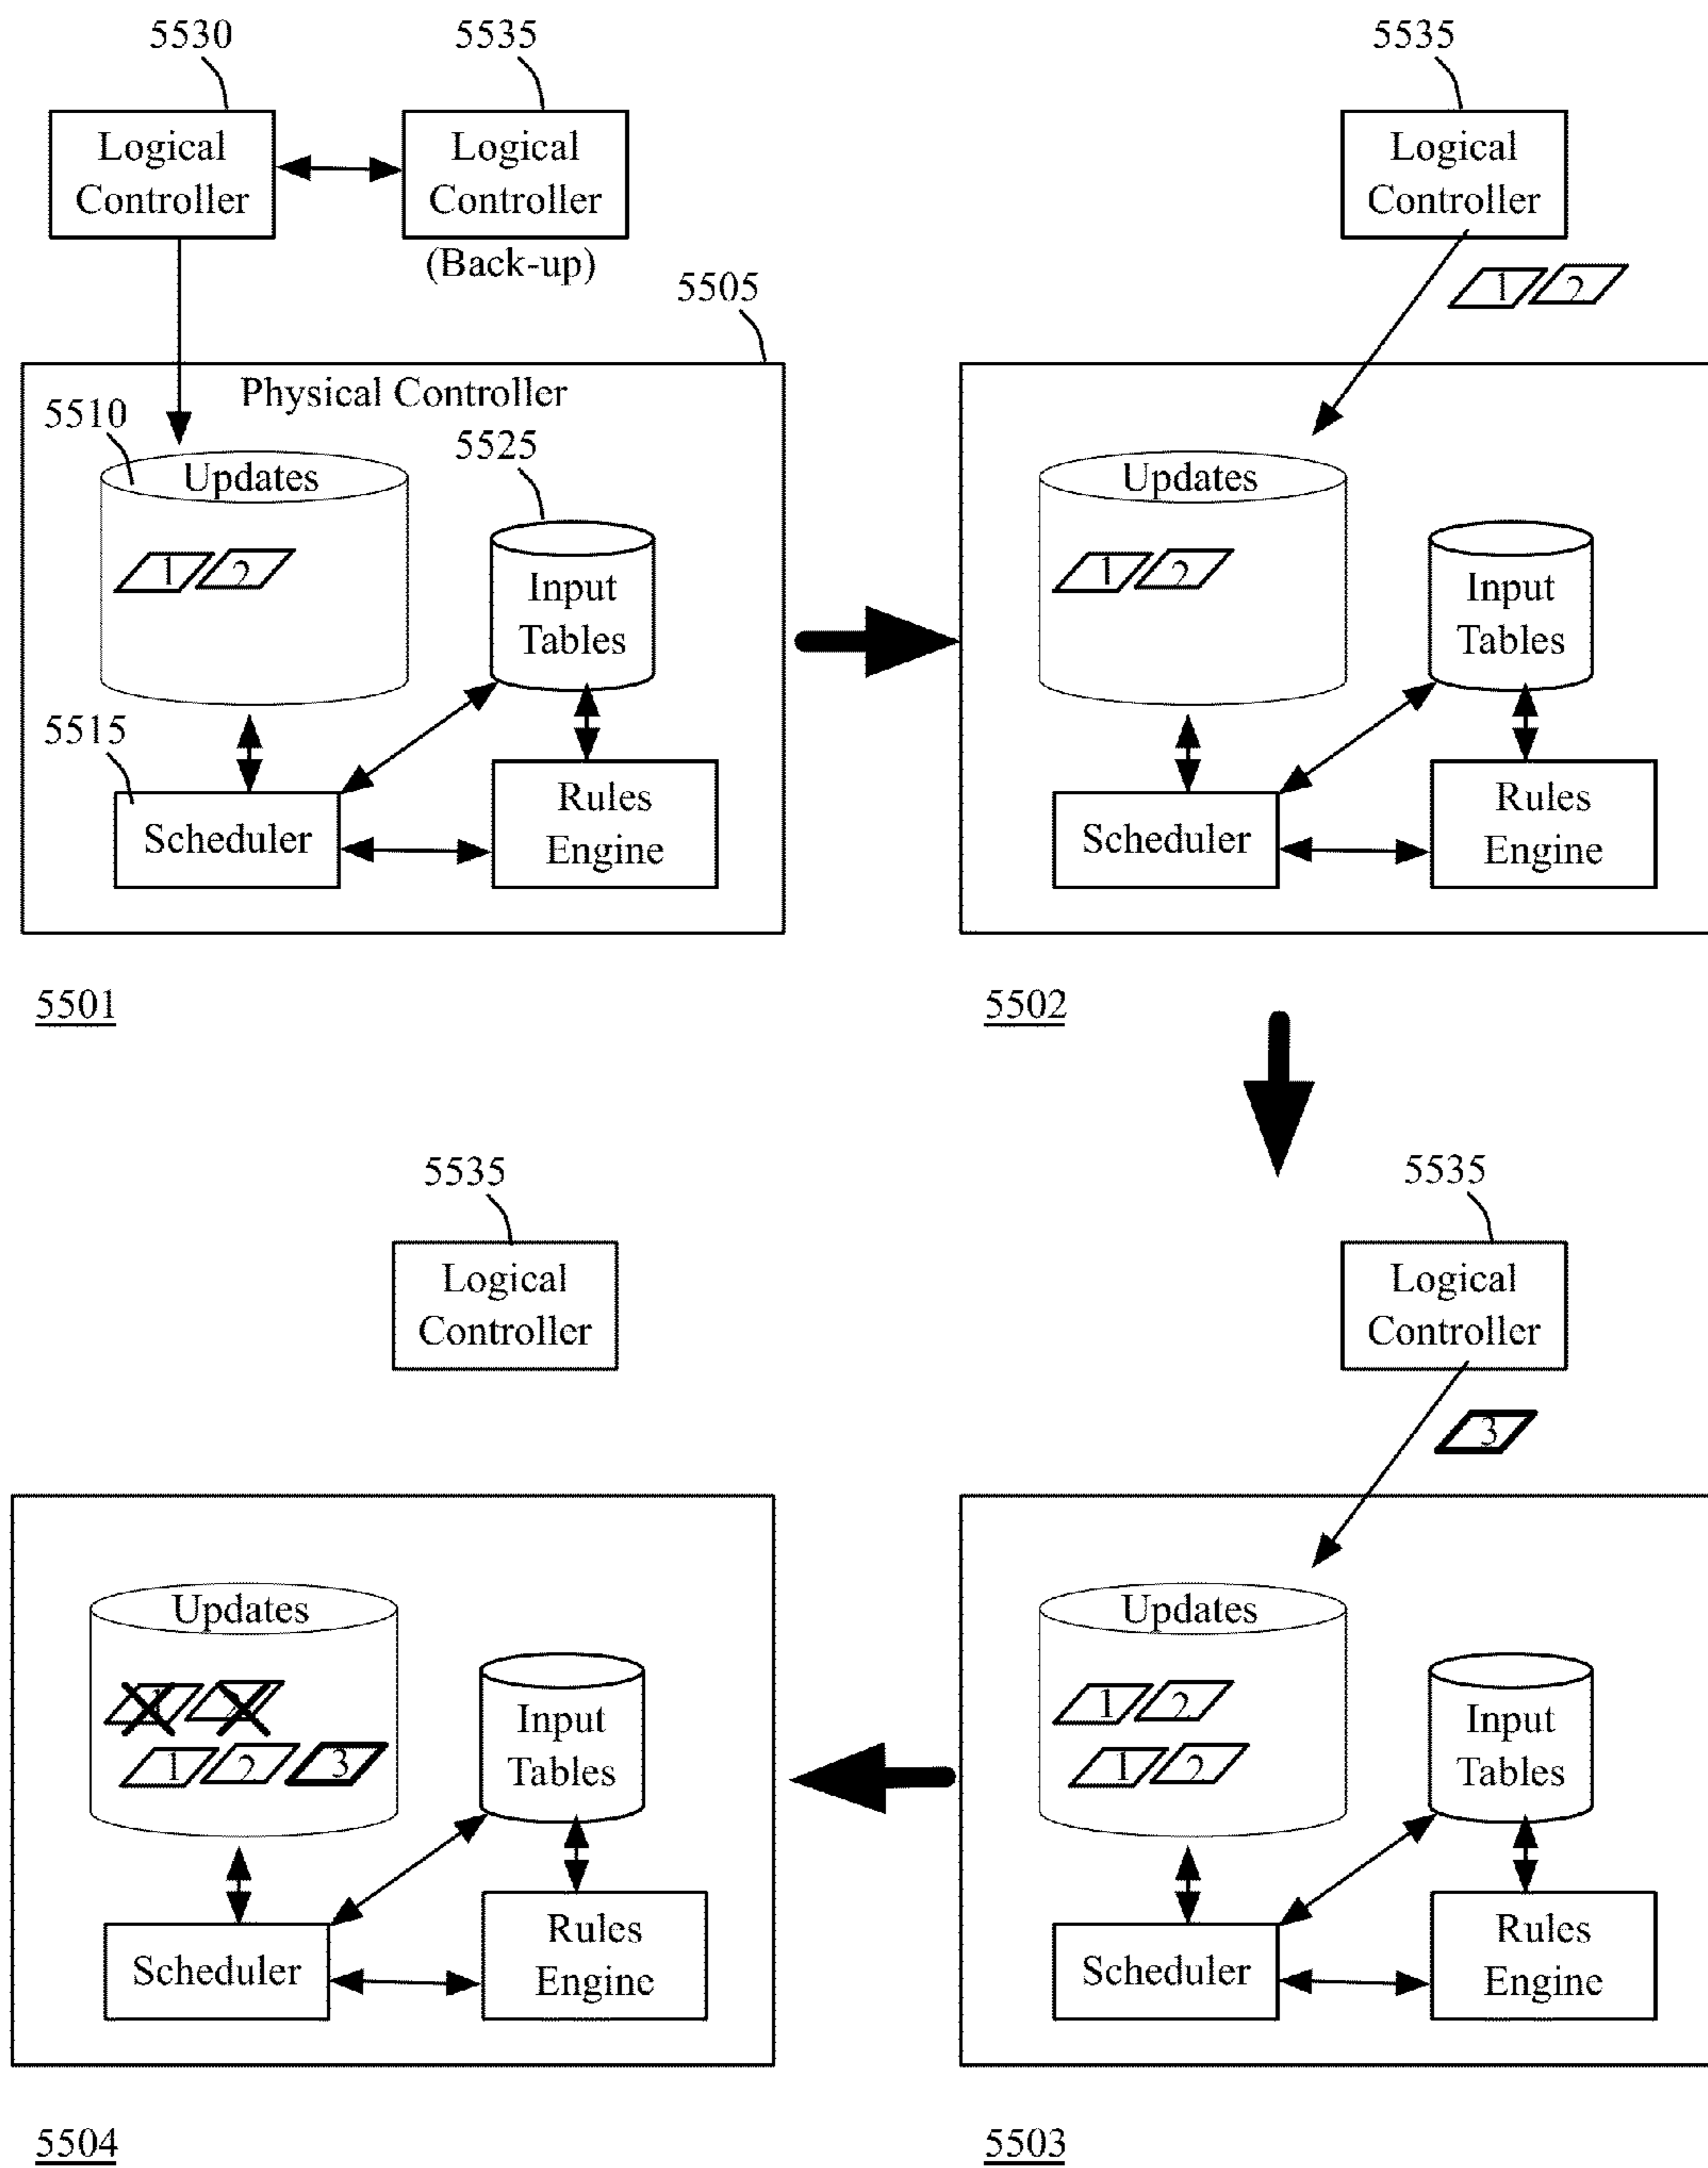 5530
5535
Logical
Controller
Logical
Controller
(Back-up)
5505
Physical Controller
5510
Updates
1
2
5525
Input
Tables
5515
Scheduler
Rules
Engine
5501
5535
Logical
Controller
1
2
Updates
1
2
Input
Tables
Scheduler
Rules
Engine
5502
5535
Logical
Controller
Updates
1
2
1
2
3
Input
Tables
Scheduler
Rules
Engine
5504
5535
Logical
Controller
3
Updates
1
2
1
2
Input
Tables
Scheduler
Rules
Engine
5503